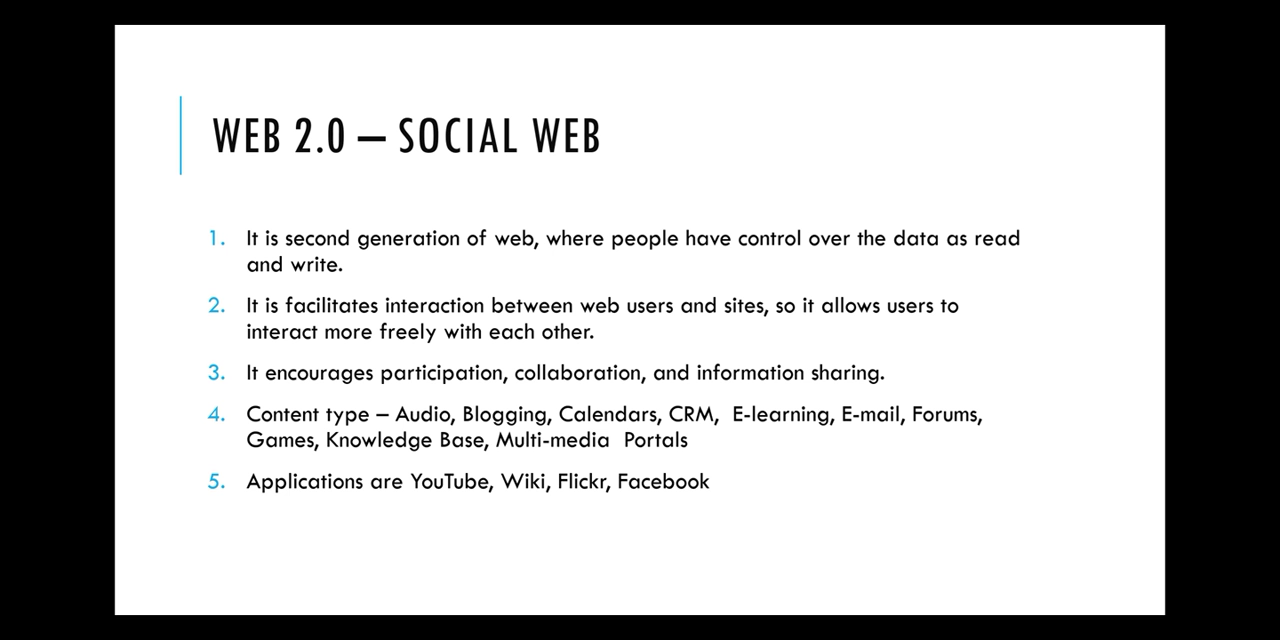 WEB 2.0 – SOCIAL WEB
1. It is second generation of web, where people have control over the data as read
and write.
2. It is facilitates interaction between web users and sites, so it allows users to
interact more freely with each other.
3. It encourages participation, collaboration, and information sharing.
4. Content type – Audio, Blogging, Calendars, CRM,  E-learning, E-mail, Forums,
Games, Knowledge Base, Multi-media  Portals
5. Applications are YouTube, Wiki, Flickr, Facebook